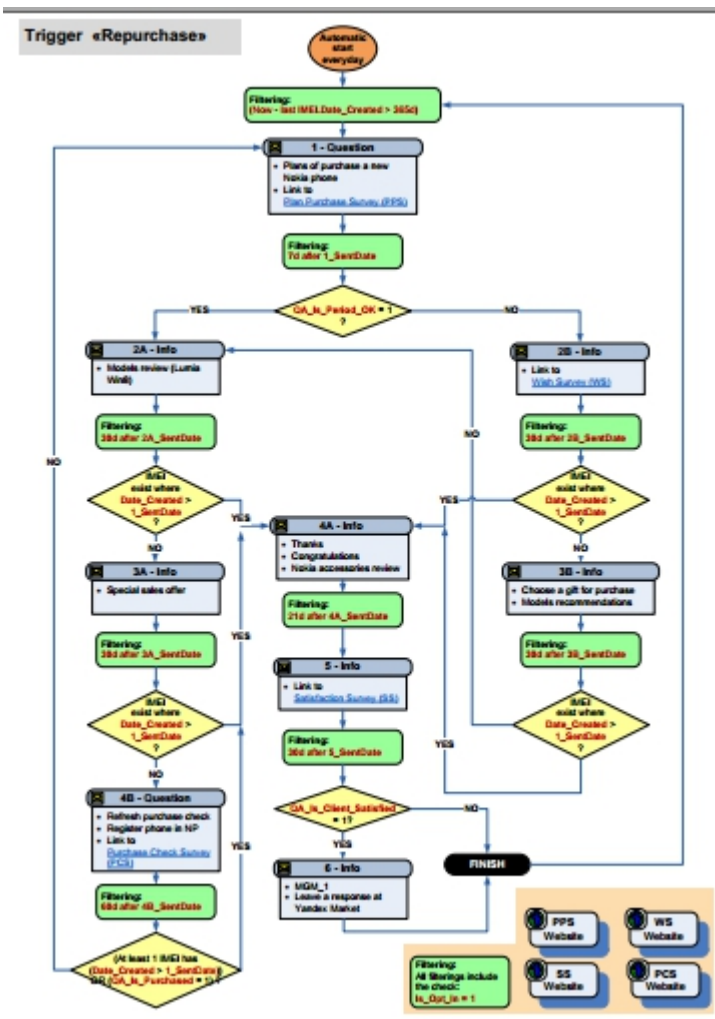 Trigger «Repurchase»
Automatic
start
everyday
Filtering:
(Now - last IMEI.Date_Created > 365d)
1 - Question
• Plans of purchase a new
Nokia phone
• Link to
Plan Purchase Survey (PPS)
Filtering:
7d after 1_SentDate
QA_Is_Period_OK = 1
?
YES
NO
2A - Info
• Models review (Lumia
Win8)
2B - Info
• Link to
Wish Survey (WS)
Filtering:
30d after 2A_SentDate
Filtering:
30d after 2B_SentDate
NO
NO
IMEI
exist where
Date_Created >
1_SentDate
?
YES
IMEI
exist where
Date_Created >
1_SentDate
?
YES
NO
NO
4A - Info
• Thanks
• Congratulations
• Nokia accessories review
3A - Info
• Special sales offer
3B - Info
• Choose a gift for purchase
• Models recommendations
Filtering:
21d after 4A_SentDate
Filtering:
30d after 3A_SentDate
YES
Filtering:
30d after 3B_SentDate
5 - Info
• Link to
Satisfaction Survey (SS)
IMEI
exist where
Date_Created >
1_SentDate
?
IMEI
exist where
Date_Created >
1_SentDate
?
Filtering:
30d after 5_SentDate
YES
NO
4B - Question
• Refresh purchase check
• Register phone in NP
• Link to
Purchase Check Survey
(PCS)
QA_Is_Client_Satisfied
= 1?
NO
YES
YES
6 - Info
• MGM_1
• Leave a response at
Yandex Market
FINISH
Filtering:
60d after 4B_SentDate
(At least 1 IMEI has
(Date_Created > 1_SentDate)
OR (QA_Is_Purchased = 1) ?
Filtering:
All filterings include
the check:
Is_Opt_In = 1
PPS
Website
WS
Website
SS
Website
PCS
Website